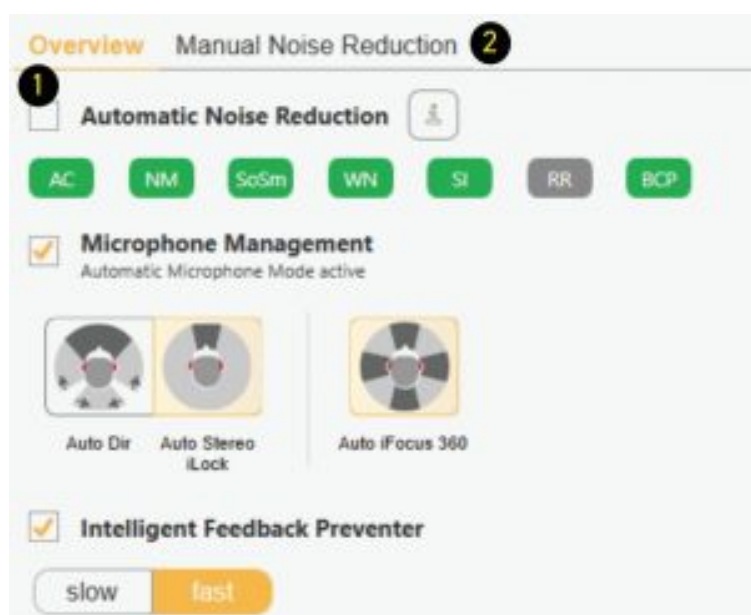 Overview Manual Noise Reduction 2
1
Automatic Noise Reduction
AC NM SoSm WN SI RR BCP
Microphone Management
Automatic Microphone Mode active
Auto Dir Auto Stereo iLock Auto iFocus 360
Intelligent Feedback Preventer
slow fast